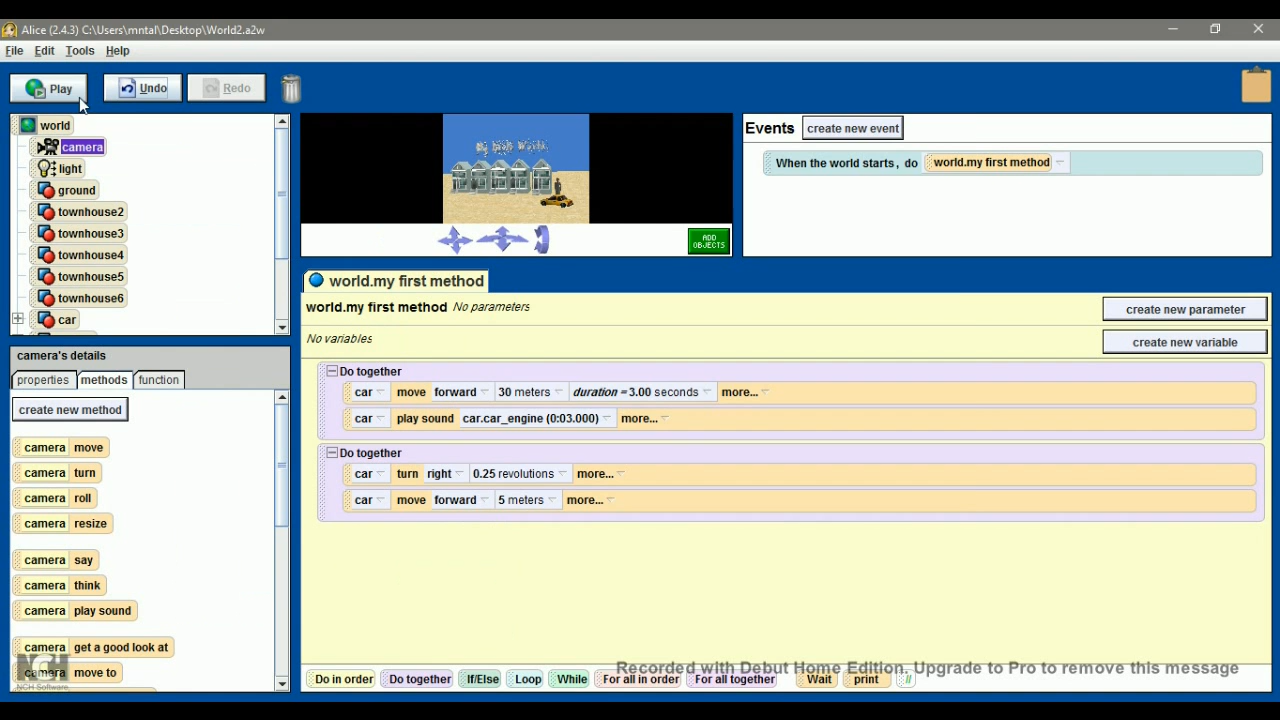 Alice (2.4.3) C:\Users\mntal\Desktop\World2.a2w
File Edit Tools Help
Play Undo Redo
world
camera
light
ground
townhouse2
townhouse3
townhouse4
townhouse5
townhouse6
car
ADD
OBJECTS
Events create new event
When the world starts, do world.my first method
camera's details
properties methods function
create new method
camera move
camera turn
camera roll
camera resize
camera say
camera think
camera play sound
camera get a good look at
camera move to
NCH Software
world.my first method
world.my first method No parameters
create new parameter
No variables
create new variable
Do together
car move forward 30 meters duration = 3.00 seconds more...
car play sound car.car_engine (0:03.000) more...
Do together
car turn right 0.25 revolutions more...
car move forward 5 meters more...
Recorded with Debut Home Edition. Upgrade to Pro to remove this message
Do in order Do together If/Else Loop While For all in order For all together Wait print //